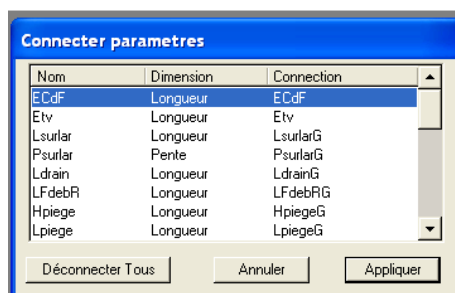 Connecter parametres
Nom Dimension Connection
ECdF Longueur ECdF
Etv Longueur Etv
Lsurlar Longueur LsurlarG
Psurlar Pente PsurlarG
Ldrain Longueur LdrainG
LFdebR Longueur LFdebRG
Hpiege Longueur HpiegeG
Lpiege Longueur LpiegeG
Déconnecter Tous Annuler Appliquer